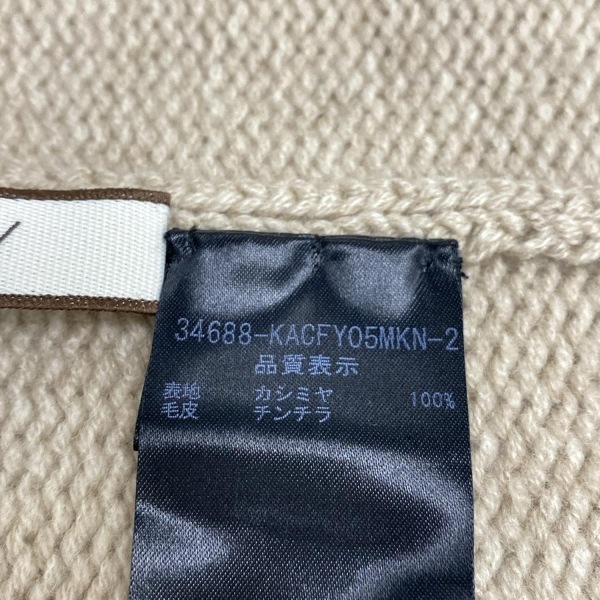 34688-KACFY05MKN-2
品質表示
表地 カシミヤ 100%
毛皮 チンチラ